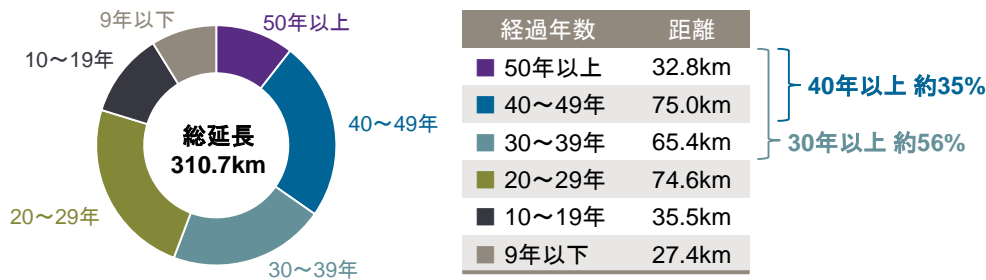 9年以下
50年以上
10～19年
40～49年
総延長
310.7km
20～29年
30～39年
経過年数 距離
50年以上 32.8km
40～49年 75.0km
30～39年 65.4km
20～29年 74.6km
10～19年 35.5km
9年以下 27.4km
40年以上 約35%
30年以上 約56%